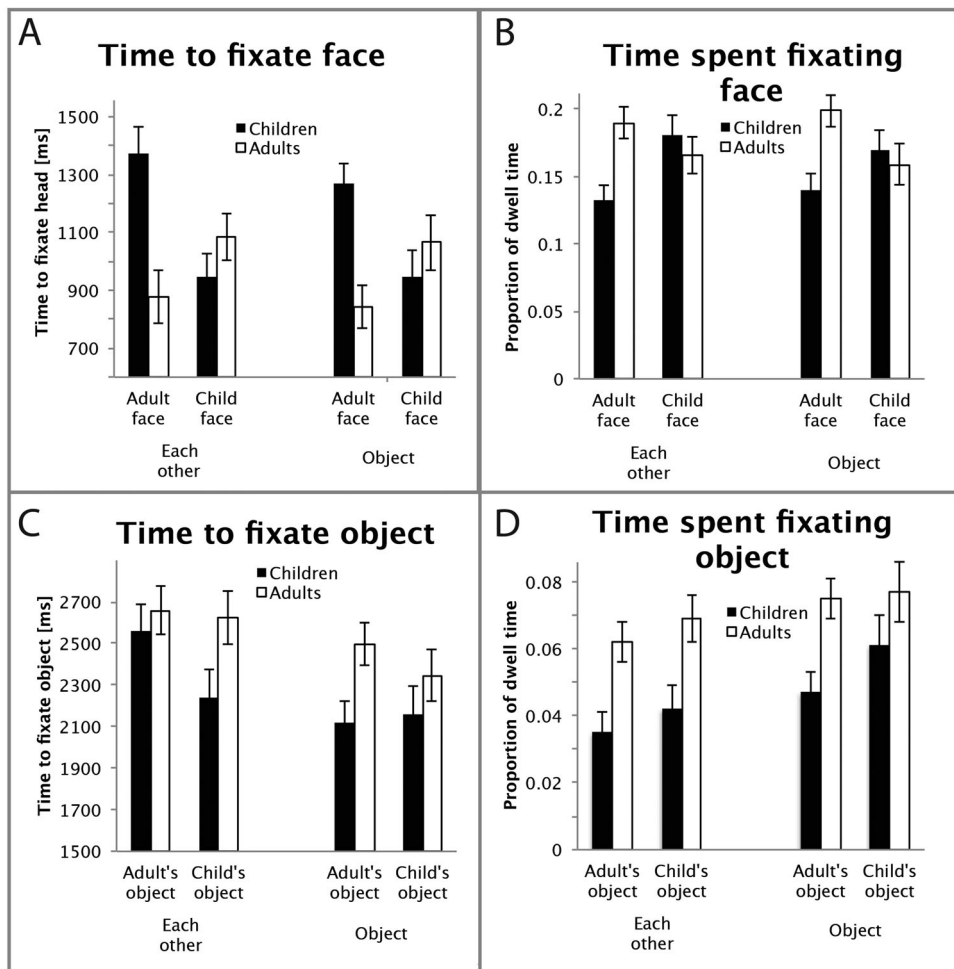 A
Time to fixate face
Time to fixate head [ms]
1500
1300
1100
900
700
Children
Adults
Adult face
Child face
Adult face
Child face
Each other
Object
B
Time spent fixating
face
Proportion of dwell time
0.2
0.15
0.1
0.05
0
Children
Adults
Adult face
Child face
Adult face
Child face
Each other
Object
C
Time to fixate object
Time to fixate object [ms]
2700
2500
2300
2100
1900
1700
1500
Children
Adults
Adult's object
Child's object
Adult's object
Child's object
Each other
Object
D
Time spent fixating
object
Proportion of dwell time
0.08
0.06
0.04
0.02
0
Children
Adults
Adult's object
Child's object
Adult's object
Child's object
Each other
Object